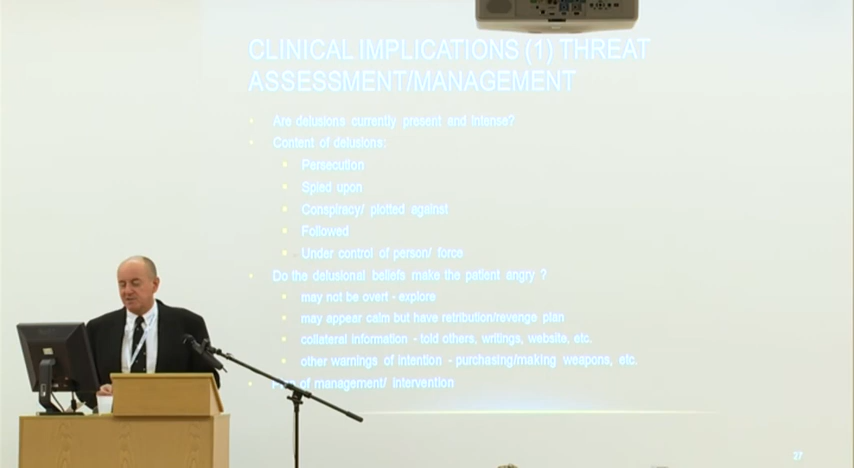 CLINICAL IMPLICATIONS (1) THREAT
ASSESSMENT/MANAGEMENT
Are delusions currently present and intense?
Content of delusions:
Persecution
Spied upon
Conspiracy/ plotted against
Followed
Under control of person/ force
Do the delusional beliefs make the patient angry ?
may not be overt - explore
may appear calm but have retribution/revenge plan
collateral information - told others, writings, website, etc.
other warnings of intention - purchasing/making weapons, etc.
of management/ intervention
27